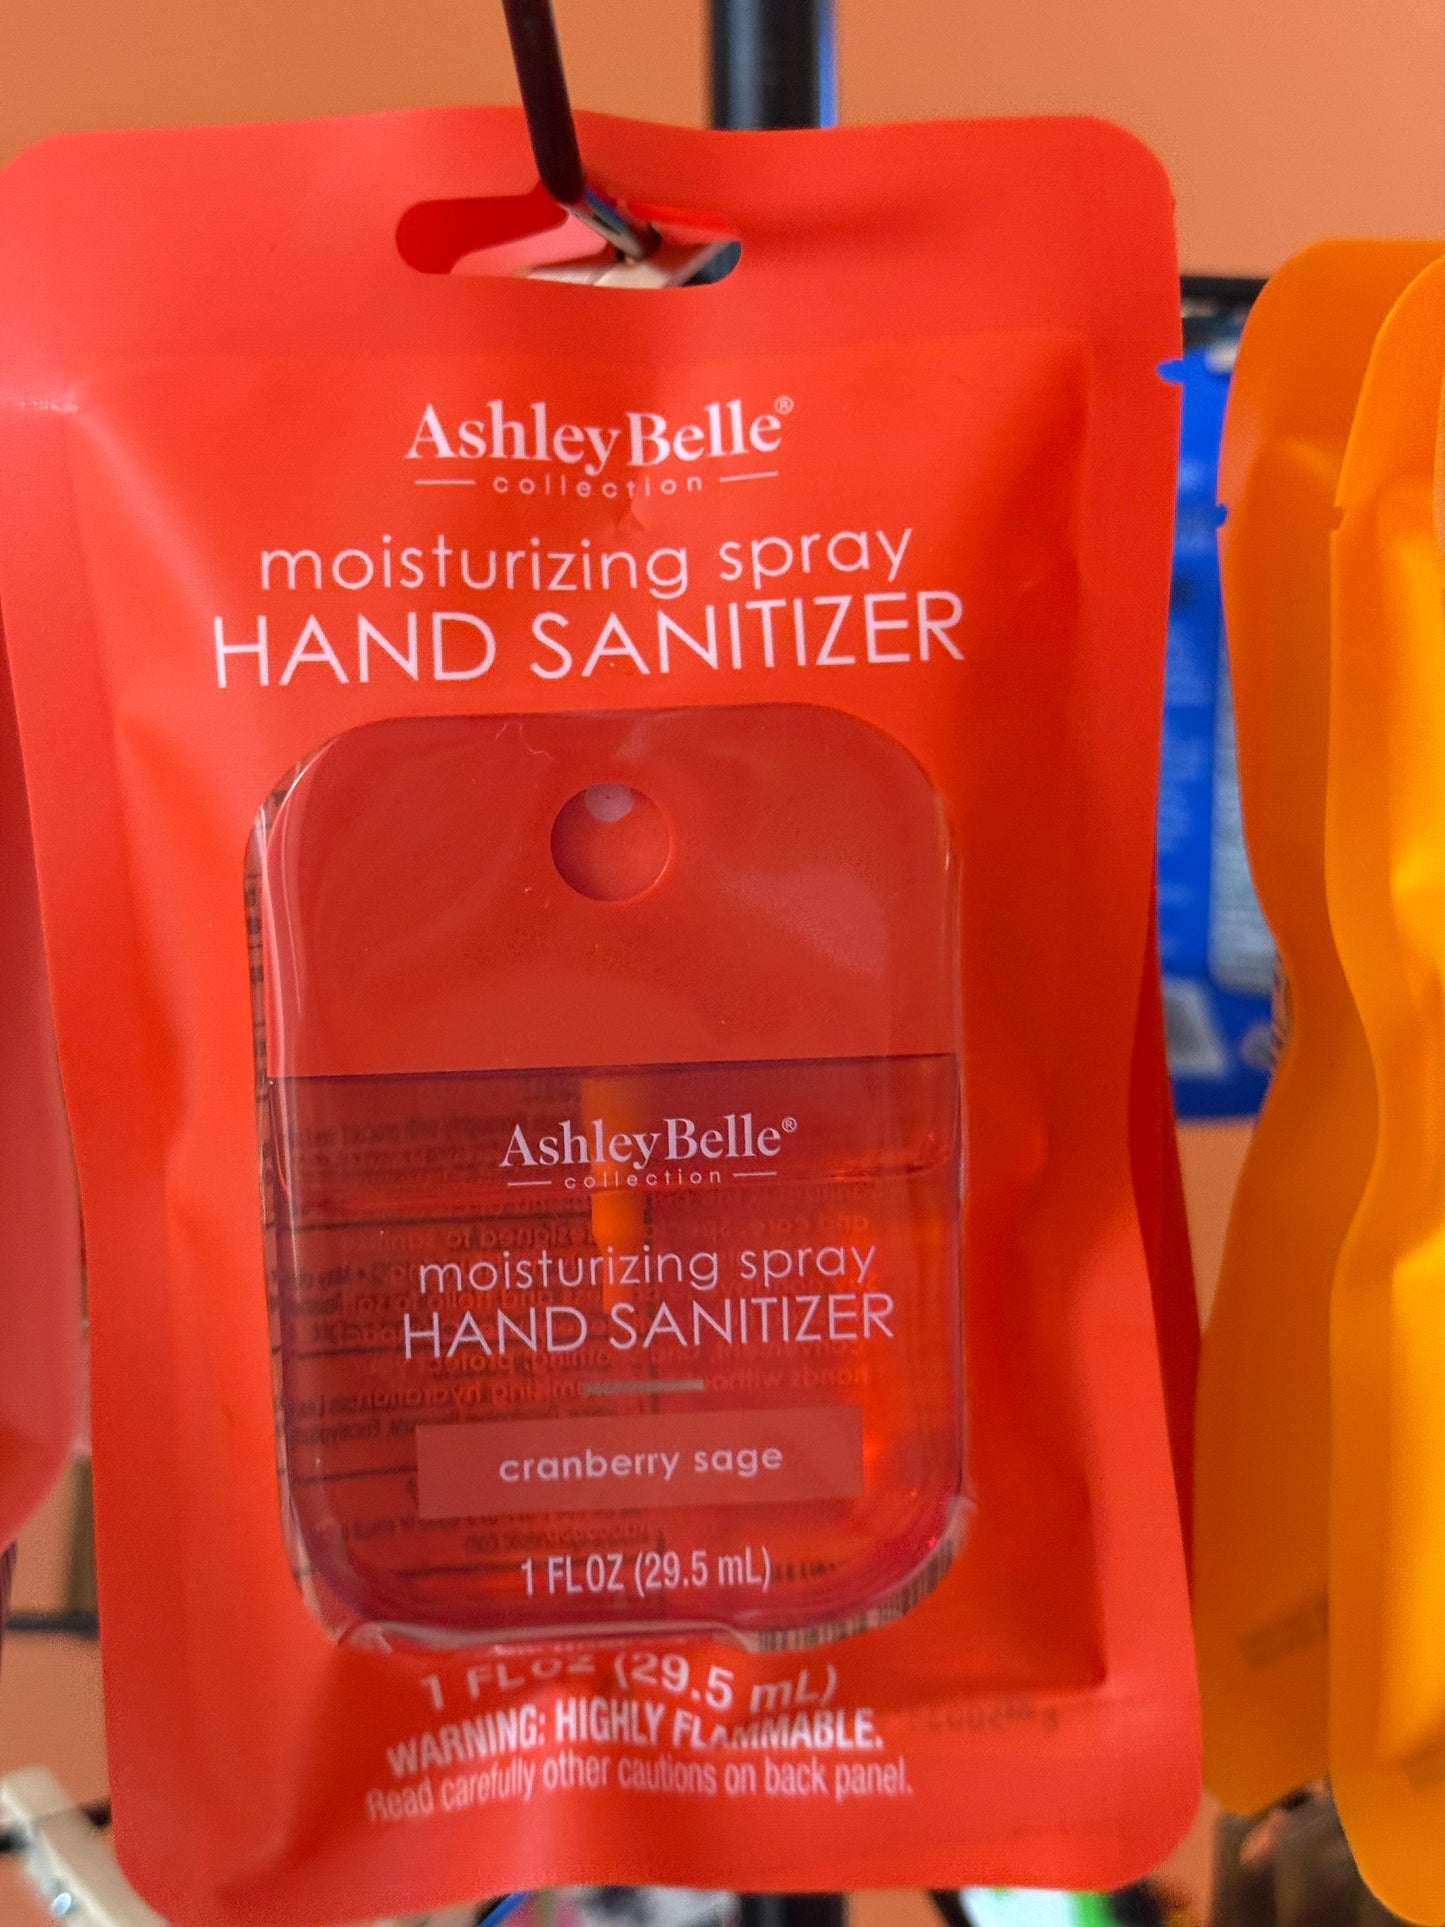 AshleyBelle®
collection
moisturizing spray
HAND SANITIZER
AshleyBelle®
collection
moisturizing spray
HAND SANITIZER
cranberry sage
1 FL OZ (29.5 mL)
1 FL OZ (29.5 mL)
WARNING: HIGHLY FLAMMABLE.
Read carefully other cautions on back panel.